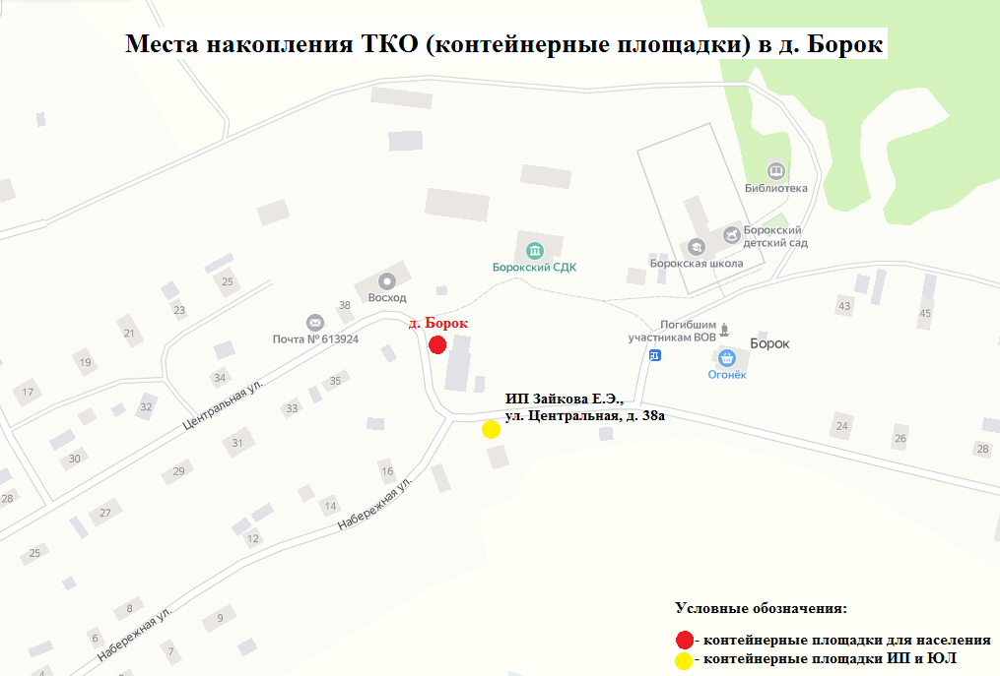 Места накопления ТКО (контейнерные площадки) в д. Борок
Библиотека
Борокский
детский сад
Борокская школа
Борокский СДК
25
Восход
23
38
43
45
Почта № 613924
д. Борок
21
Погибшим
участникам ВОВ
Борок
19
Огонёк
34
35
17
ИП Зайкова Е.Э.,
ул. Центральная, д. 38а
32
33
Центральная ул.
24
26
31
28
30
29
16
28
14
Набережная ул.
27
12
25
Условные обозначения:
8
9
Набережная ул.
6
- контейнерные площадки для населения
7
- контейнерные площадки ИП и ЮЛ
4